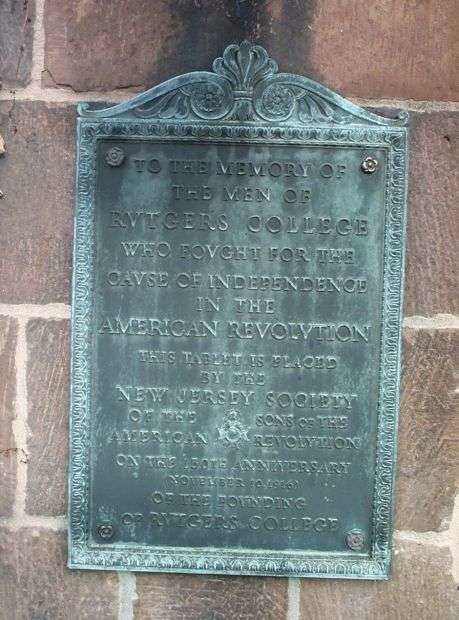 TO THE MEMORY OF
THE MEN OF
RVTGERS COLLEGE
WHO FOVGHT FOR THE
CAVSE OF INDEPENDENCE
IN THE
AMERICAN REVOLVTION
THIS TABLET IS PLACED
BY THE
NEW JERSEY SOCIETY
OF THE SONS OF THE
AMERICAN REVOLVTION
ON THE 150TH ANNIVERSARY
(NOVEMBER 10, 1916)
OF THE FOUNDING
OF RVTGERS COLLEGE